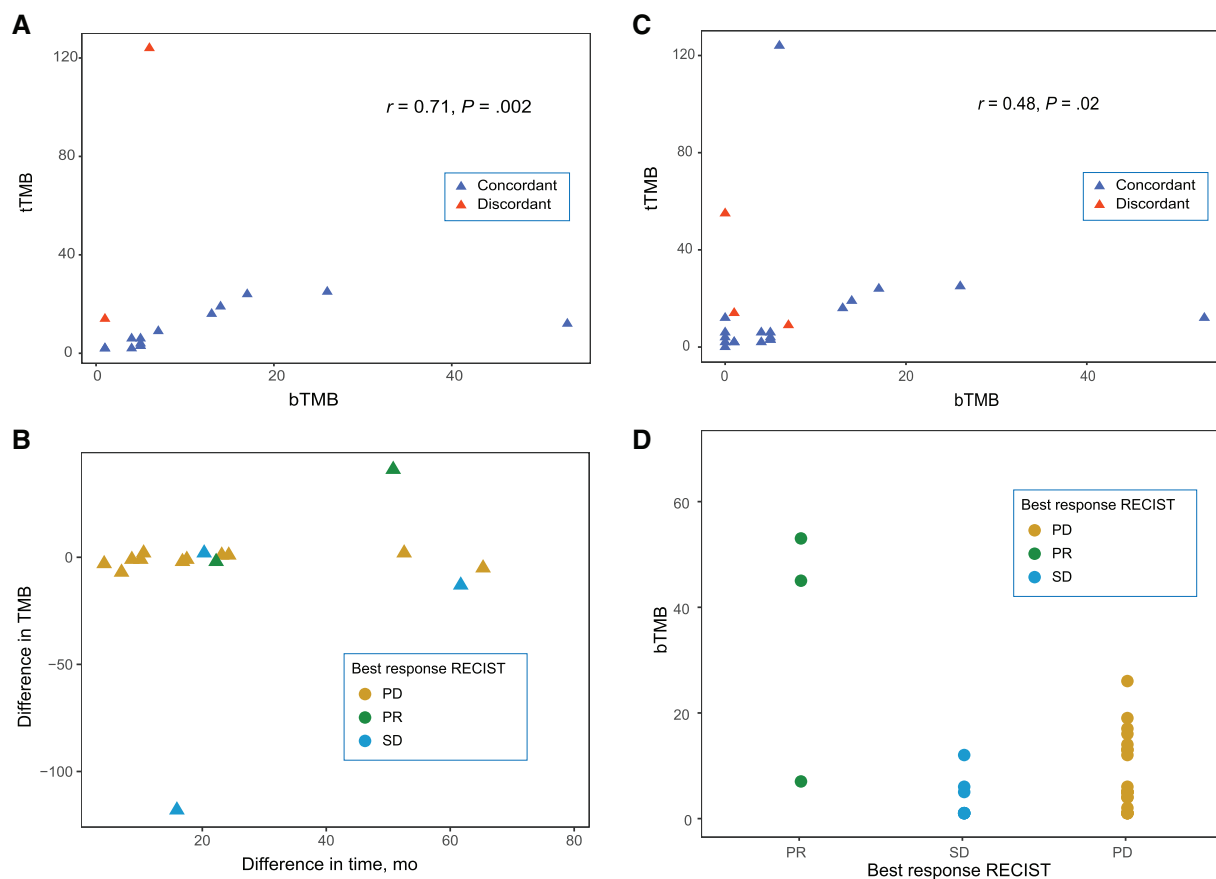 A
120
80
40
0
tTMB
r = 0.71, P = .002
Concordant
Discordant
0
20
40
bTMB
C
120
80
40
0
tTMB
r = 0.48, P = .02
Concordant
Discordant
0
20
40
bTMB
B
0
−50
−100
Difference in TMB
Best response RECIST
PD
PR
SD
20
40
60
80
Difference in time, mo
D
60
40
20
0
bTMB
Best response RECIST
PD
PR
SD
PR
SD
PD
Best response RECIST